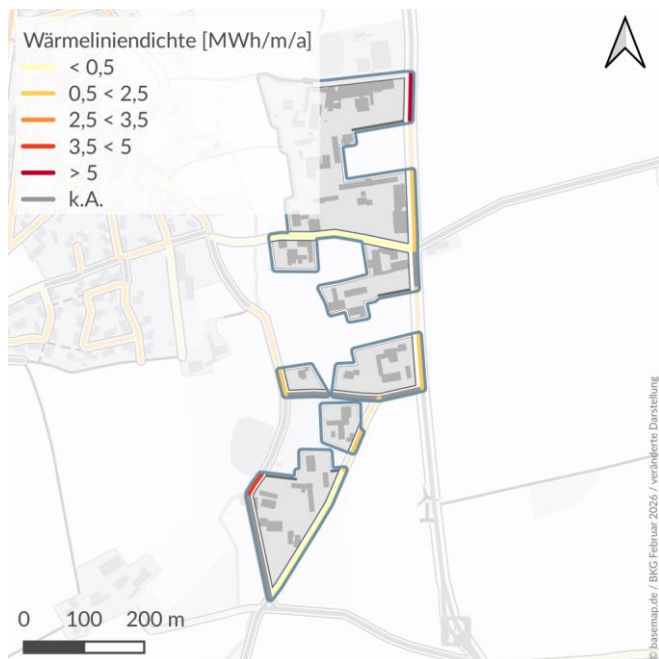 Wärmeliniendichte [MWh/m/a]
< 0,5
0,5 < 2,5
2,5 < 3,5
3,5 < 5
> 5
k.A.
0 100 200 m
© basemap.de / BKG Februar 2026 / veränderte Darstellung